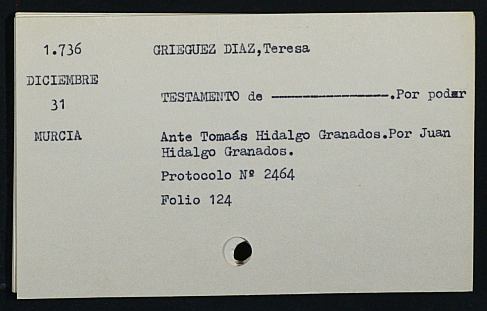 1.736 GRIEGUEZ DIAZ,Teresa
DICIEMBRE
31 TESTAMENTO de -----------------.Por poder
MURCIA Ante Tomaás Hidalgo Granados.Por Juan
Hidalgo Granados.
Protocolo Nº 2464
Folio 124